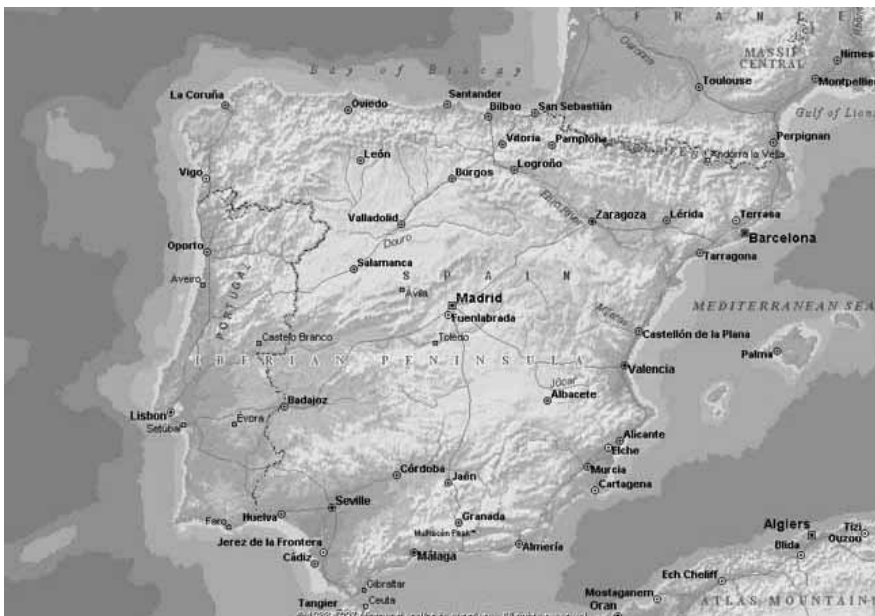 F R A N C E
Rhône
MASSIF
CENTRAL
Nîmes
Garonne
Toulouse
Montpellier
Bay of Biscay
Gulf of Lions
La Coruña
Oviedo
Santander
Bilbao
San Sebastián
Perpignan
Vitoria
Pamplona
Andorra la Vella
León
Logroño
Burgos
Vigo
Ebro River
Valladolid
Zaragoza
Lérida
Terrasa
Barcelona
Douro
Oporto
Tarragona
Salamanca
S P A I N
Aveiro
PORTUGAL
Ávila
Madrid
Fuenlabrada
MEDITERRANEAN SEA
Castellón de la Plana
Castelo Branco
Toledo
Palma
IBERIAN PENINSULA
Valencia
Júcar
Albacete
Badajoz
Lisbon
Évora
Setúbal
Alicante
Elche
Murcia
Córdoba
Jaén
Cartagena
Seville
Huelva
Faro
Granada
Mulhacén Peak
Algiers
Tizi
Ouzou
Jerez de la Frontera
Almería
Blida
Cádiz
Málaga
Ech Cheliff
Gibraltar
Mostaganem
ATLAS MOUNTAINS
Tangier
Ceuta
Oran